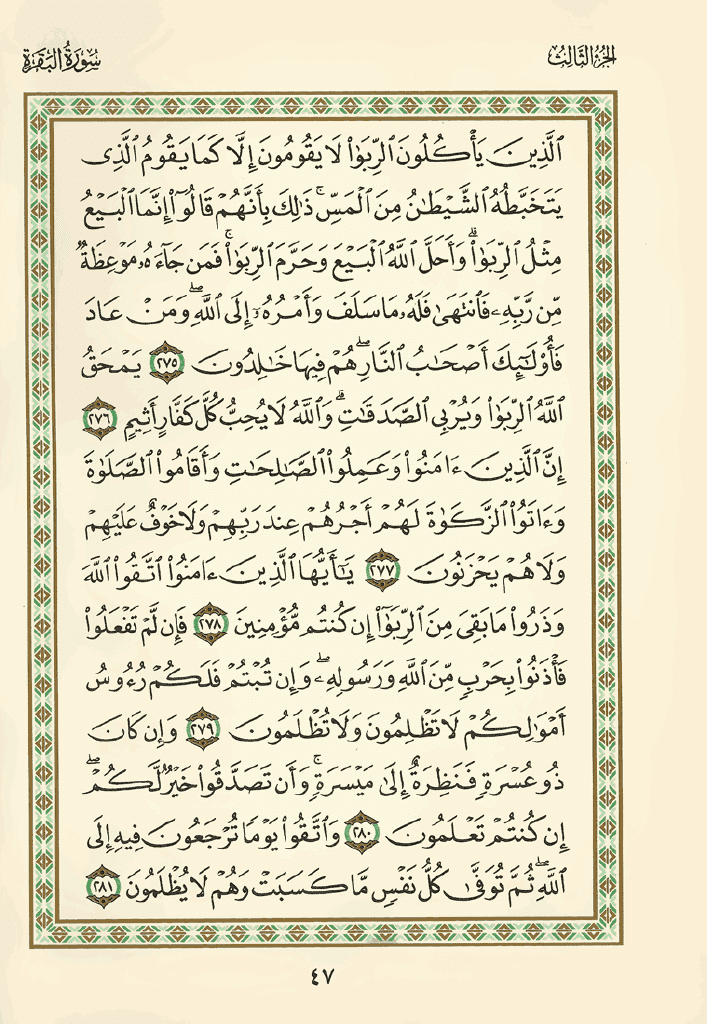 الجزء الثالث
سورة البقرة
ٱلَّذِينَ يَأْكُلُونَ ٱلرِّبَوٰا۟ لَا يَقُومُونَ إِلَّا كَمَا يَقُومُ ٱلَّذِى
يَتَخَبَّطُهُ ٱلشَّيْطَٰنُ مِنَ ٱلْمَسِّ ۚ ذَٰلِكَ بِأَنَّهُمْ قَالُوٓا۟ إِنَّمَا ٱلْبَيْعُ
مِثْلُ ٱلرِّبَوٰا۟ ۗ وَأَحَلَّ ٱللَّهُ ٱلْبَيْعَ وَحَرَّمَ ٱلرِّبَوٰا۟ ۚ فَمَن جَآءَهُۥ مَوْعِظَةٌ
مِّن رَّبِّهِۦ فَٱنتَهَىٰ فَلَهُۥ مَا سَلَفَ وَأَمْرُهُۥٓ إِلَى ٱللَّهِ ۖ وَمَنْ عَادَ
فَأُو۟لَٰٓئِكَ أَصْحَٰبُ ٱلنَّارِ ۖ هُمْ فِيهَا خَٰلِدُونَ ٢٧٥ يَمْحَقُ
ٱللَّهُ ٱلرِّبَوٰا۟ وَيُرْبِى ٱلصَّدَقَٰتِ ۗ وَٱللَّهُ لَا يُحِبُّ كُلَّ كَفَّارٍ أَثِيمٍ ٢٧٦
إِنَّ ٱلَّذِينَ ءَامَنُوا۟ وَعَمِلُوا۟ ٱلصَّٰلِحَٰتِ وَأَقَامُوا۟ ٱلصَّلَوٰةَ
وَءَاتَوُا۟ ٱلزَّكَوٰةَ لَهُمْ أَجْرُهُمْ عِندَ رَبِّهِمْ وَلَا خَوْفٌ عَلَيْهِمْ
وَلَا هُمْ يَحْزَنُونَ ٢٧٧ يَٰٓأَيُّهَا ٱلَّذِينَ ءَامَنُوا۟ ٱتَّقُوا۟ ٱللَّهَ
وَذَرُوا۟ مَا بَقِىَ مِنَ ٱلرِّبَوٰٓا۟ إِن كُنتُم مُّؤْمِنِينَ ٢٧٨ فَإِن لَّمْ تَفْعَلُوا۟
فَأْذَنُوا۟ بِحَرْبٍ مِّنَ ٱللَّهِ وَرَسُولِهِۦ ۖ وَإِن تُبْتُمْ فَلَكُمْ رُءُوسُ
أَمْوَٰلِكُمْ لَا تَظْلِمُونَ وَلَا تُظْلَمُونَ ٢٧٩ وَإِن كَانَ
ذُو عُسْرَةٍ فَنَظِرَةٌ إِلَىٰ مَيْسَرَةٍ ۚ وَأَن تَصَدَّقُوا۟ خَيْرٌ لَّكُمْ ۖ
إِن كُنتُمْ تَعْلَمُونَ ٢٨٠ وَٱتَّقُوا۟ يَوْمًا تُرْجَعُونَ فِيهِ إِلَى
ٱللَّهِ ۖ ثُمَّ تُوَفَّىٰ كُلُّ نَفْسٍ مَّا كَسَبَتْ وَهُمْ لَا يُظْلَمُونَ ٢٨١
٤٧